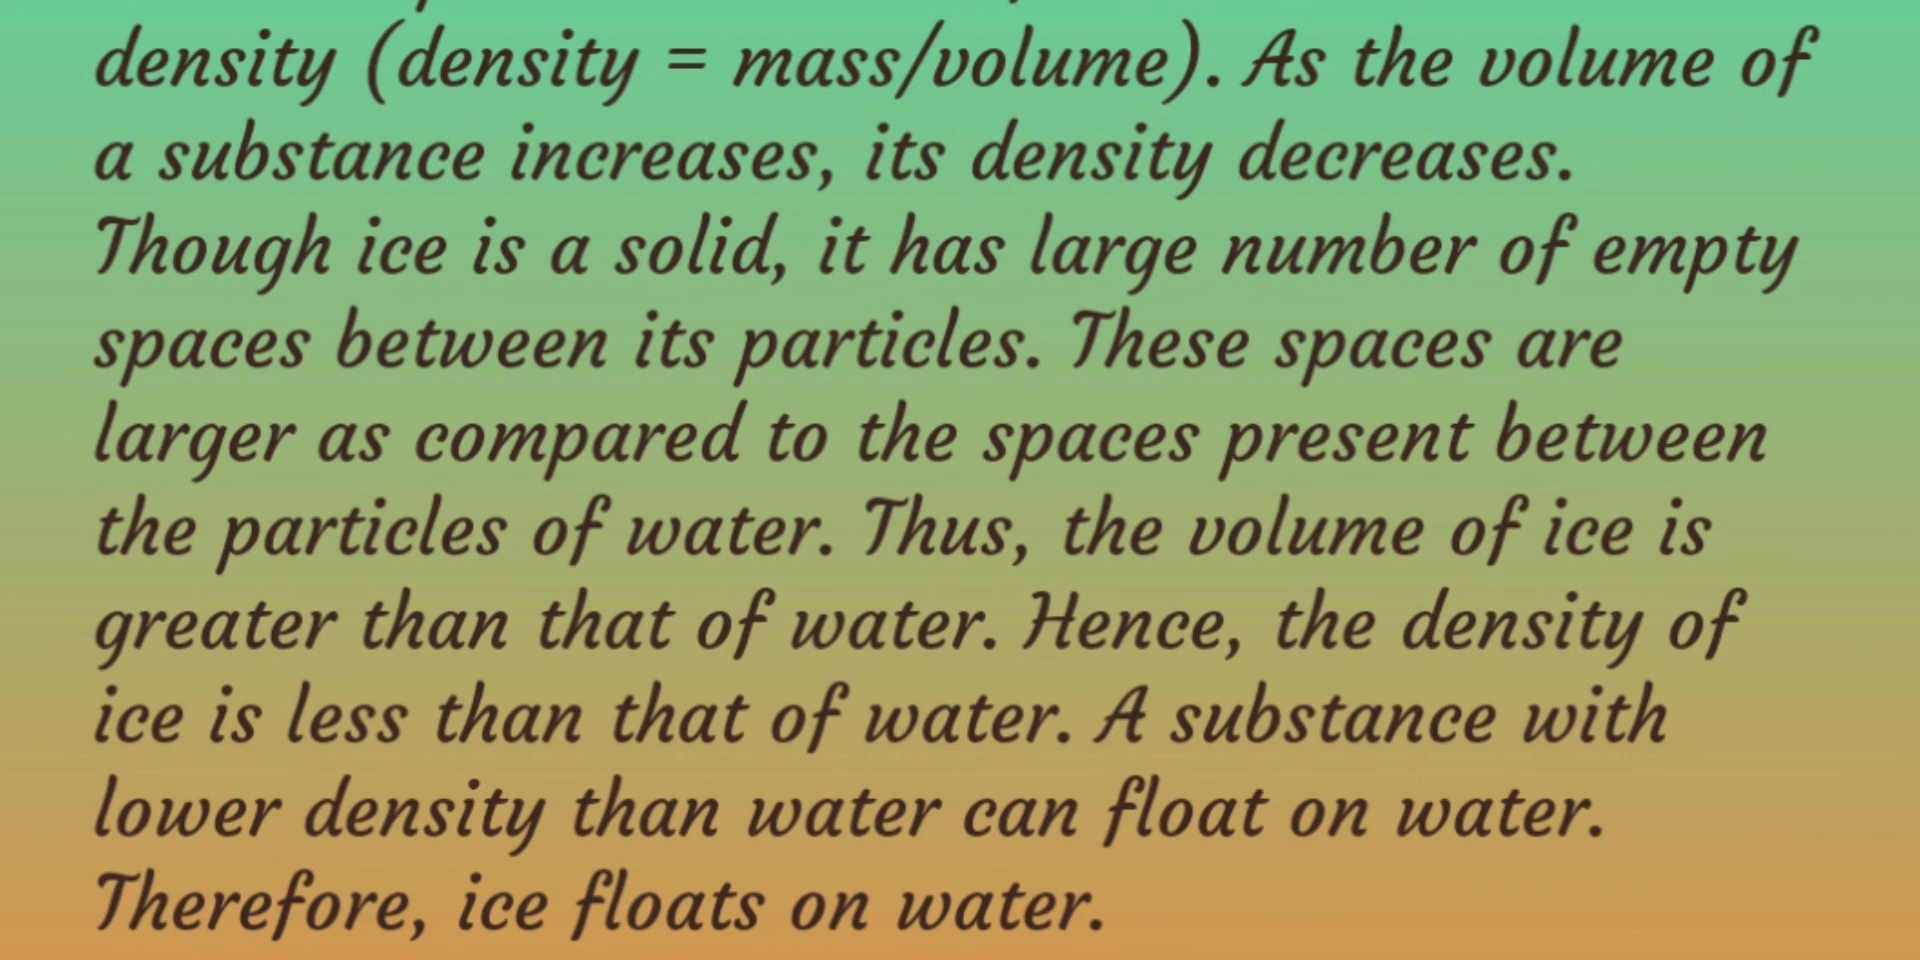 density (density = mass/volume). As the volume of
a substance increases, its density decreases.
Though ice is a solid, it has large number of empty
spaces between its particles. These spaces are
larger as compared to the spaces present between
the particles of water. Thus, the volume of ice is
greater than that of water. Hence, the density of
ice is less than that of water. A substance with
lower density than water can float on water.
Therefore, ice floats on water.